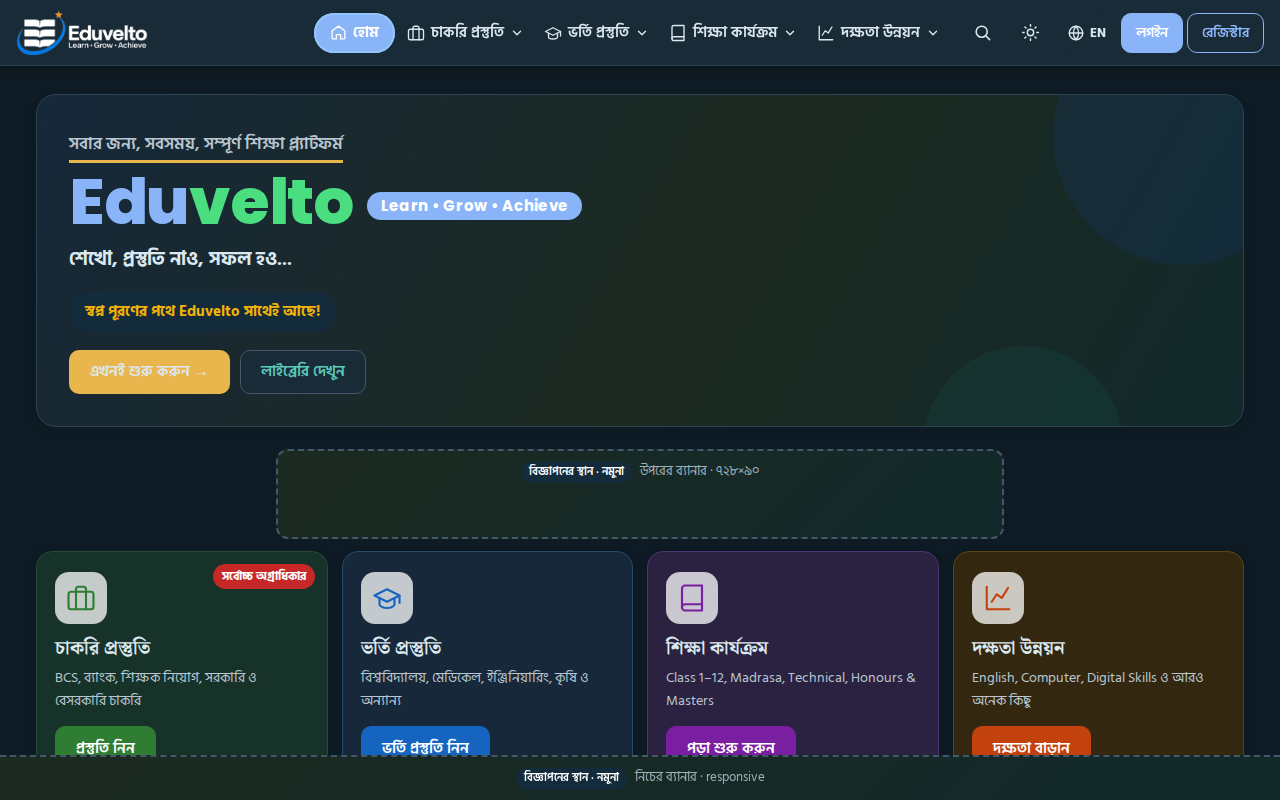 Eduvelto
Learn • Grow • Achieve
হোম
চাকরি প্রস্তুতি
ভর্তি প্রস্তুতি
শিক্ষা কার্যক্রম
দক্ষতা উন্নয়ন
EN
লগইন
রেজিস্টার
সবার জন্য, সবসময়, সম্পূর্ণ শিক্ষা প্ল্যাটফর্ম
Eduvelto
Learn • Grow • Achieve
শেখো, প্রস্তুতি নাও, সফল হও...
স্বপ্ন পূরণের পথে Eduvelto সাথেই আছে!
এখনই শুরু করুন →
লাইব্রেরি দেখুন
বিজ্ঞাপনের স্থান · নমুনা উপরের ব্যানার · ৭২৮×৯০
সর্বোচ্চ অগ্রাধিকার
চাকরি প্রস্তুতি
BCS, ব্যাংক, শিক্ষক নিয়োগ, সরকারি ও
বেসরকারি চাকরি
প্রস্তুতি নিন
ভর্তি প্রস্তুতি
বিশ্ববিদ্যালয়, মেডিকেল, ইঞ্জিনিয়ারিং, কৃষি ও
অন্যান্য
ভর্তি প্রস্তুতি নিন
শিক্ষা কার্যক্রম
Class 1–12, Madrasa, Technical, Honours &
Masters
পড়া শুরু করুন
দক্ষতা উন্নয়ন
English, Computer, Digital Skills ও আরও
অনেক কিছু
দক্ষতা বাড়ান
বিজ্ঞাপনের স্থান · নমুনা নিচের ব্যানার · responsive